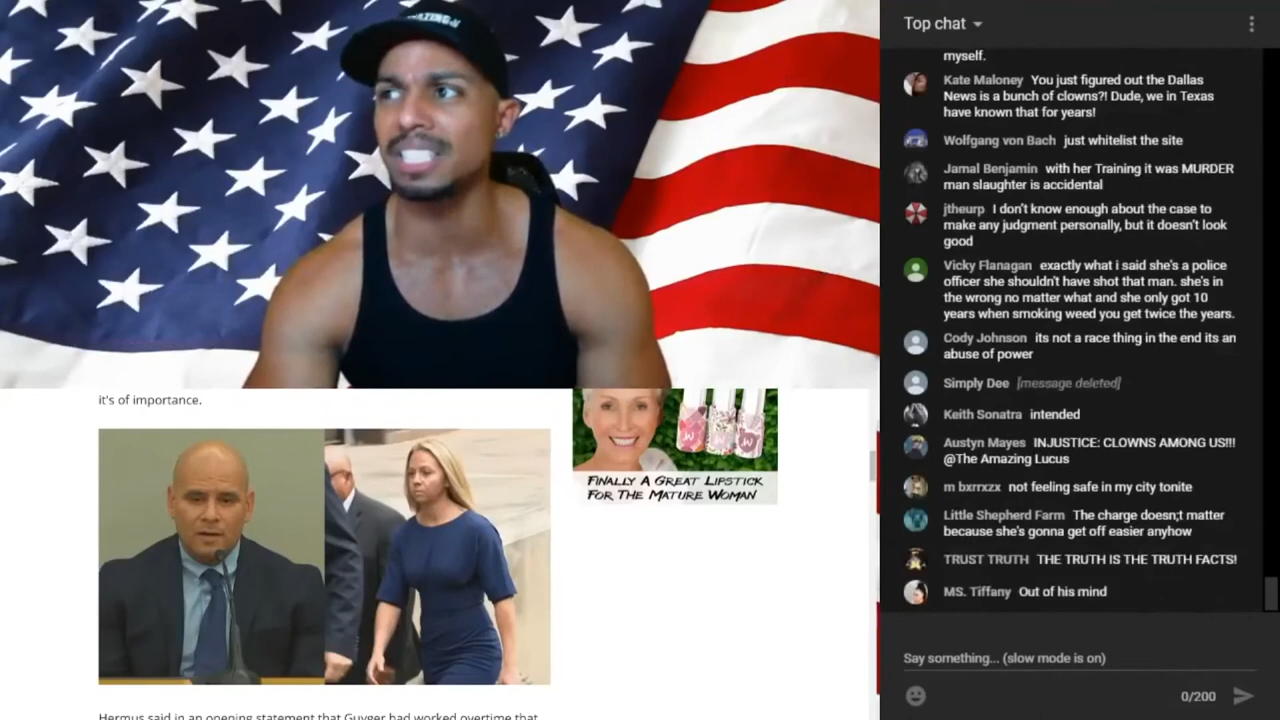 AMAZING
Top chat
myself.
Kate Maloney You just figured out the Dallas
News is a bunch of clowns?! Dude, we in Texas
have known that for years!
Wolfgang von Bach just whitelist the site
Jamal Benjamin with her Training it was MURDER
man slaughter is accidental
jtheurp I don't know enough about the case to
make any judgment personally, but it doesn't look
good
Vicky Flanagan exactly what i said she's a police
officer she shouldn't have shot that man. she's in
the wrong no matter what and she only got 10
years when smoking weed you get twice the years.
Cody Johnson its not a race thing in the end its an
abuse of power
Simply Dee [message deleted]
Keith Sonatra intended
Austyn Mayes INJUSTICE: CLOWNS AMONG US!!!
@The Amazing Lucus
m bxrrxzx not feeling safe in my city tonite
Little Shepherd Farm The charge doesn;t matter
because she's gonna get off easier anyhow
TRUST TRUTH THE TRUTH IS THE TRUTH FACTS!
MS. Tiffany Out of his mind
Say something... (slow mode is on)
0/200
it's of importance.
FINALLY A GREAT LIPSTICK
FOR THE MATURE WOMAN
Hermus said in an opening statement that Guyger had worked overtime that